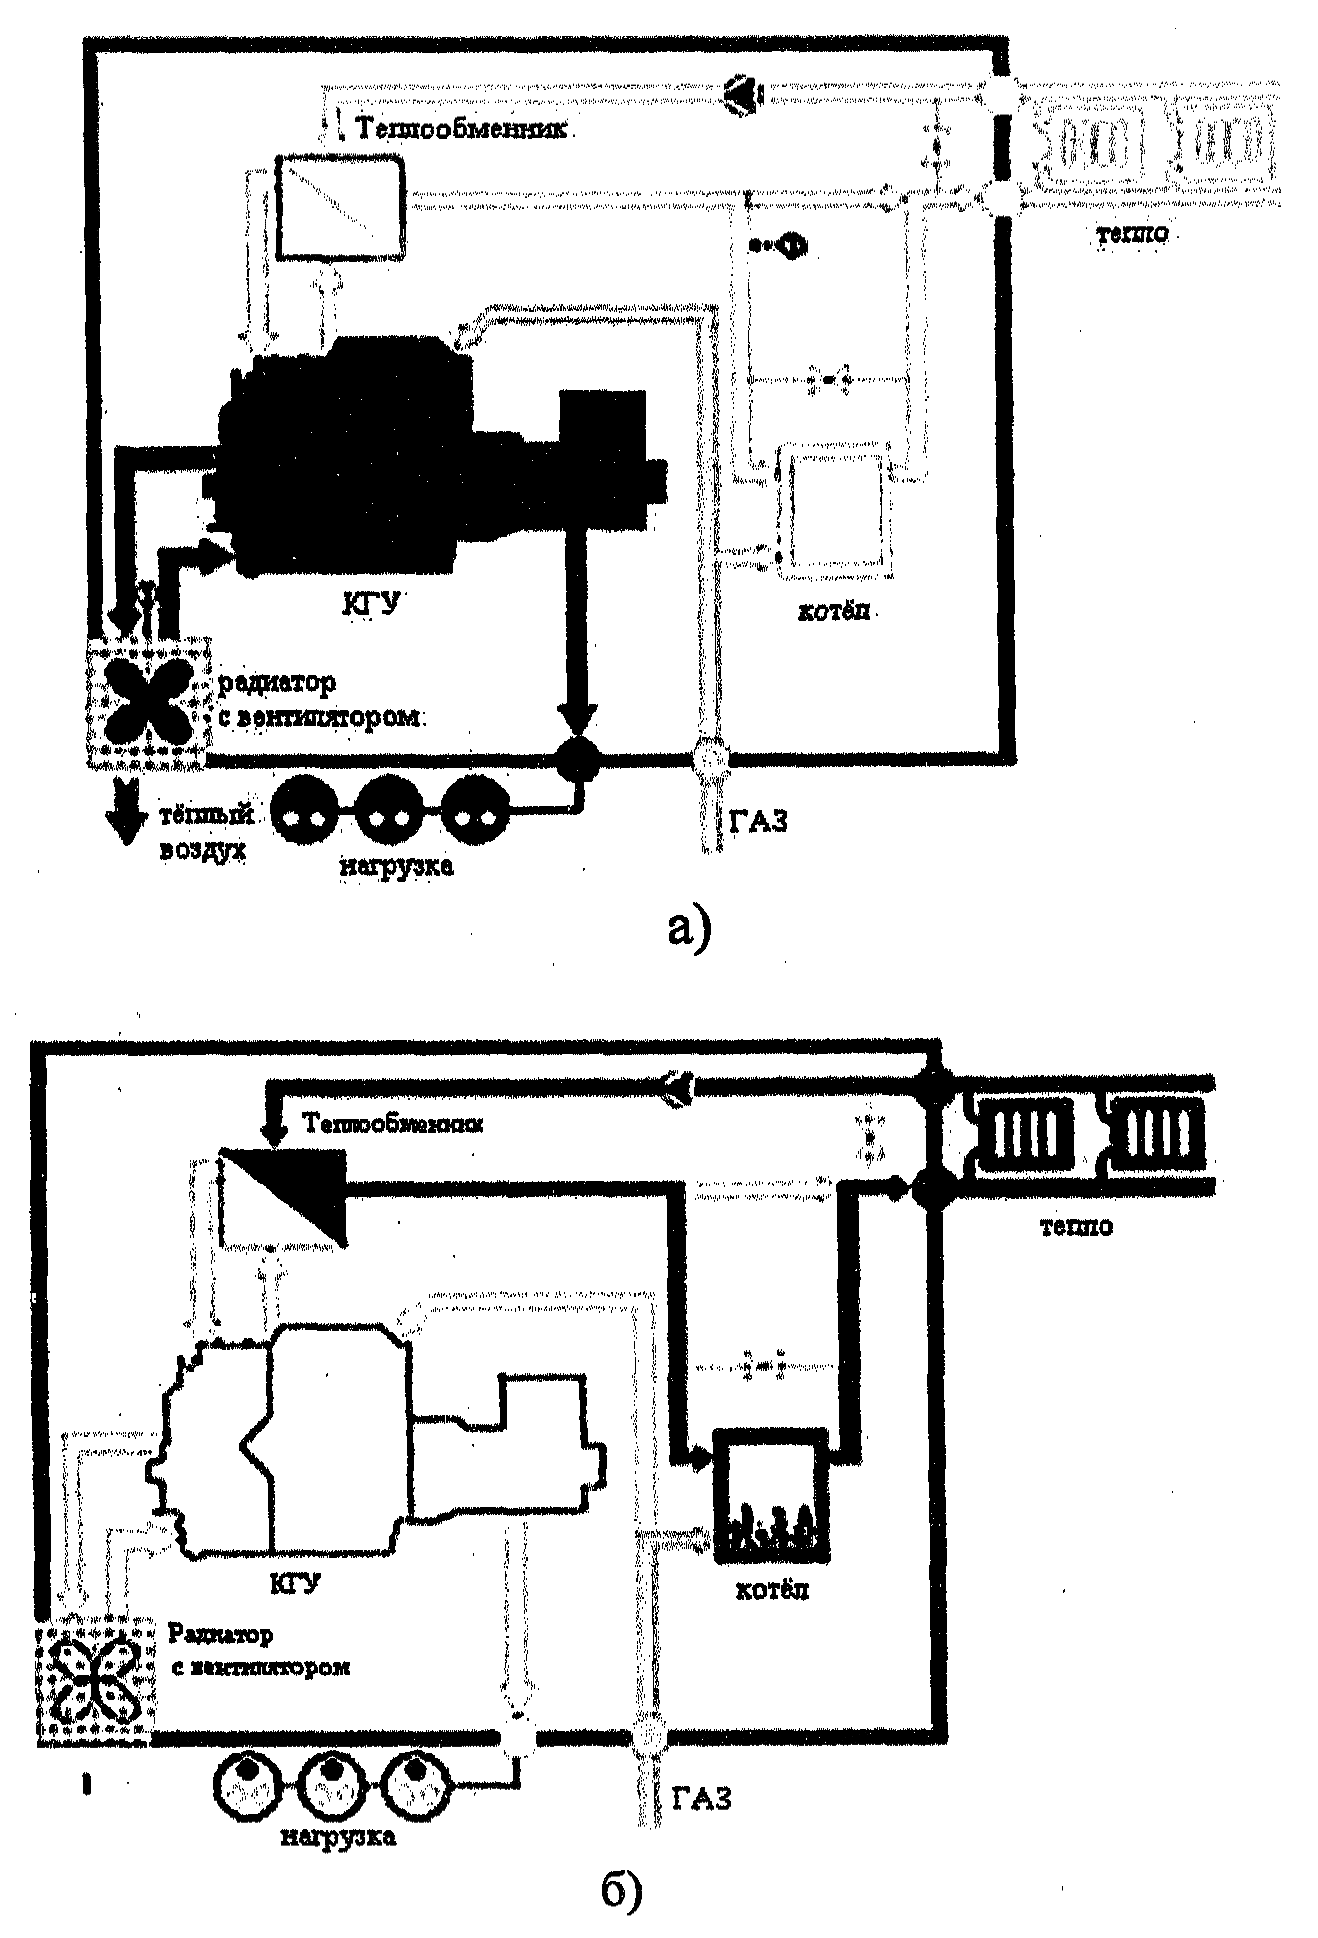 Теплообменник
тепло
КГУ
котёл
радиатор
с вентилятором
тёплый
воздух
нагрузка
ГАЗ
а)
Теплообменник
тепло
КГУ
котёл
Радиатор
с вентилятором
нагрузка
ГАЗ
б)